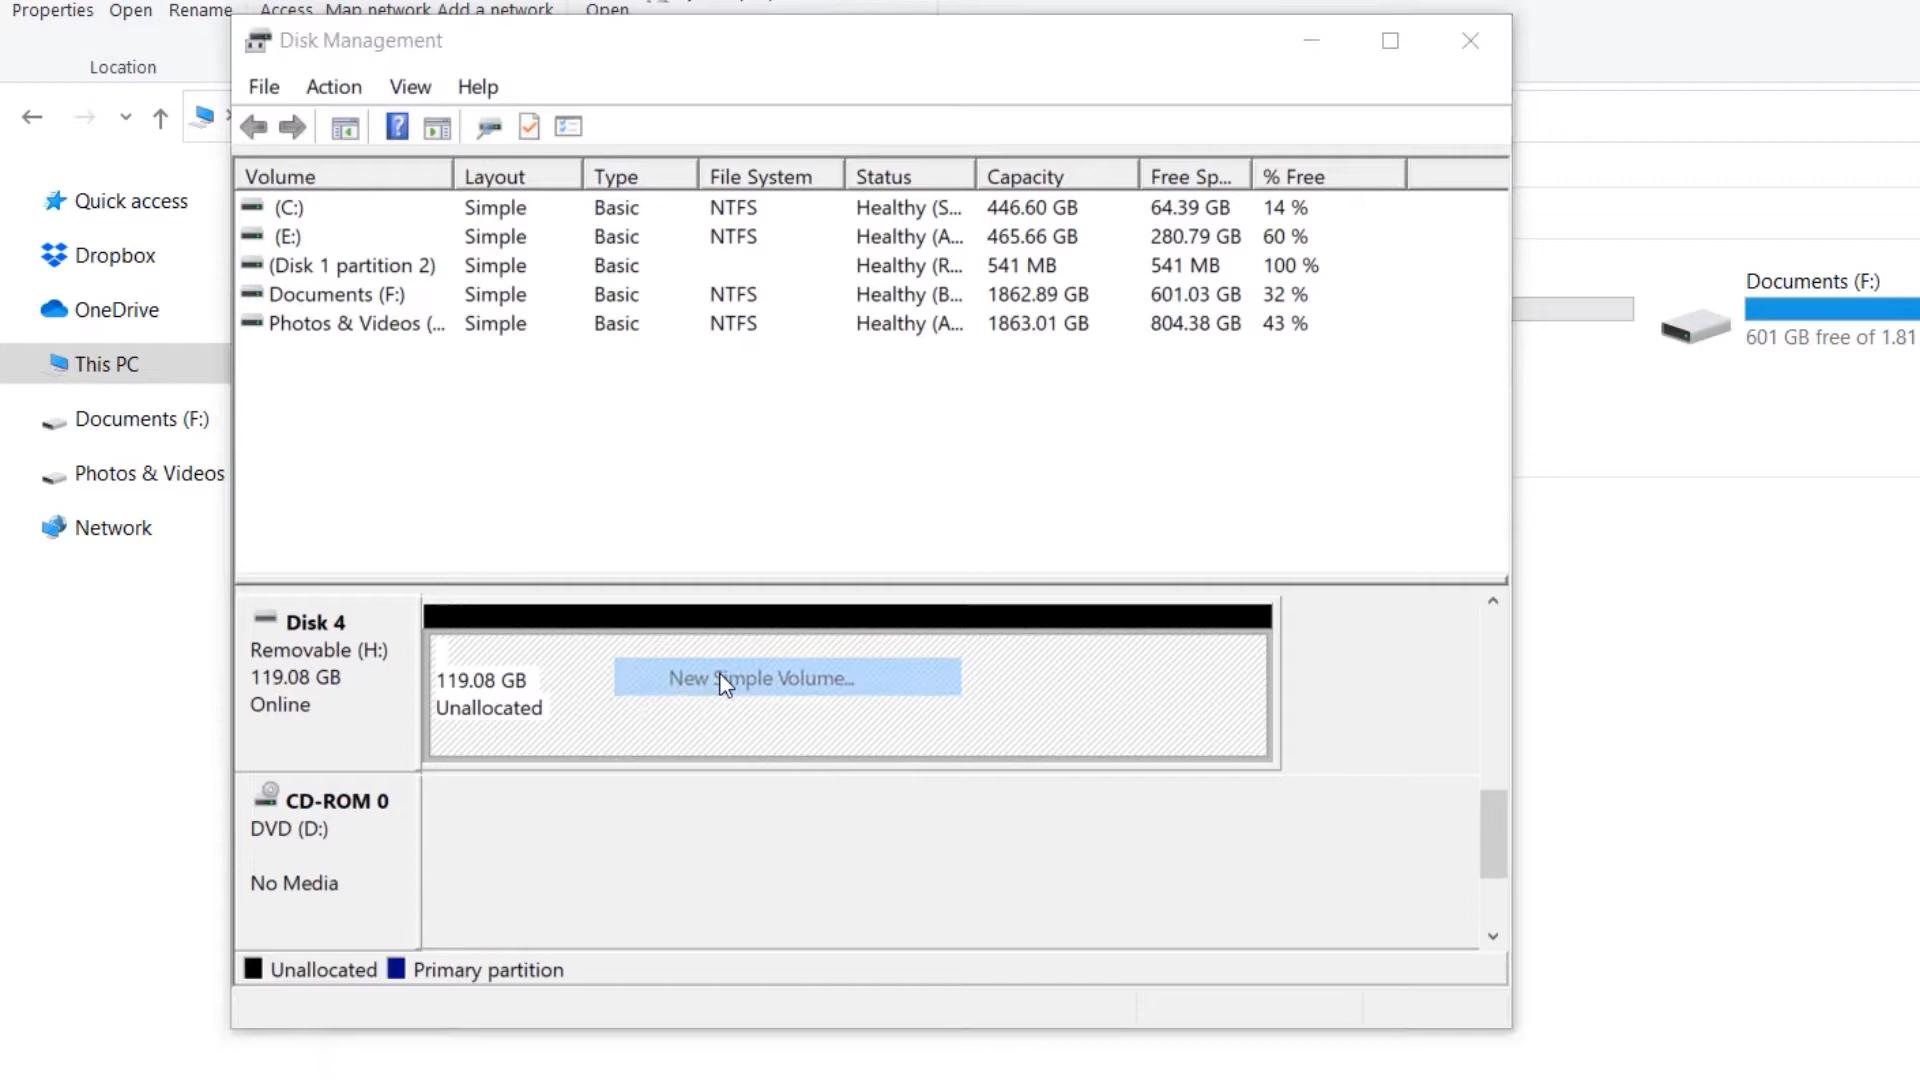 Properties Open Rename Access Map network Add a network Open
Location
Disk Management
File Action View Help
Quick access
Dropbox
OneDrive
This PC
Documents (F:)
Photos & Videos
Network
Volume Layout Type File System Status Capacity Free Sp... % Free
(C:) Simple Basic NTFS Healthy (S... 446.60 GB 64.39 GB 14 %
(E:) Simple Basic NTFS Healthy (A... 465.66 GB 280.79 GB 60 %
(Disk 1 partition 2) Simple Basic Healthy (R... 541 MB 541 MB 100 %
Documents (F:) Simple Basic NTFS Healthy (B... 1862.89 GB 601.03 GB 32 %
Photos & Videos (... Simple Basic NTFS Healthy (A... 1863.01 GB 804.38 GB 43 %
Documents (F:)
601 GB free of 1.81
Disk 4
Removable (H:)
119.08 GB
Online
119.08 GB
Unallocated
New Simple Volume...
CD-ROM 0
DVD (D:)
No Media
Unallocated Primary partition